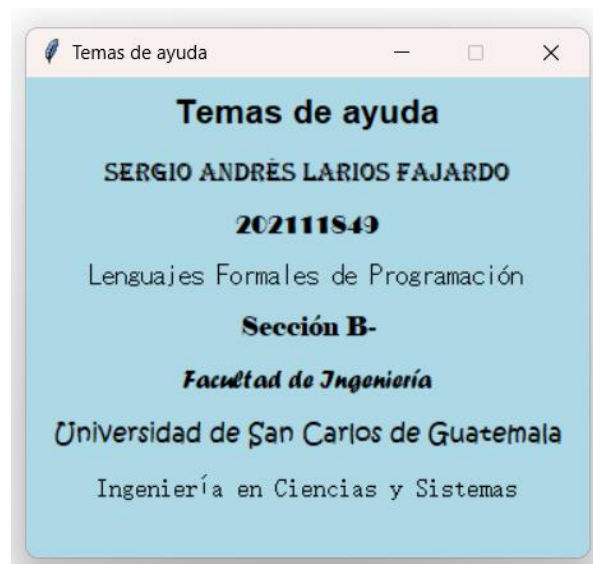 Temas de ayuda
Temas de ayuda
SERGIO ANDRÈS LARIOS FAJARDO
202111849
Lenguajes Formales de Programación
Sección B-
Facultad de Ingeniería
Universidad de San Carlos de Guatemala
Ingeniería en Ciencias y Sistemas